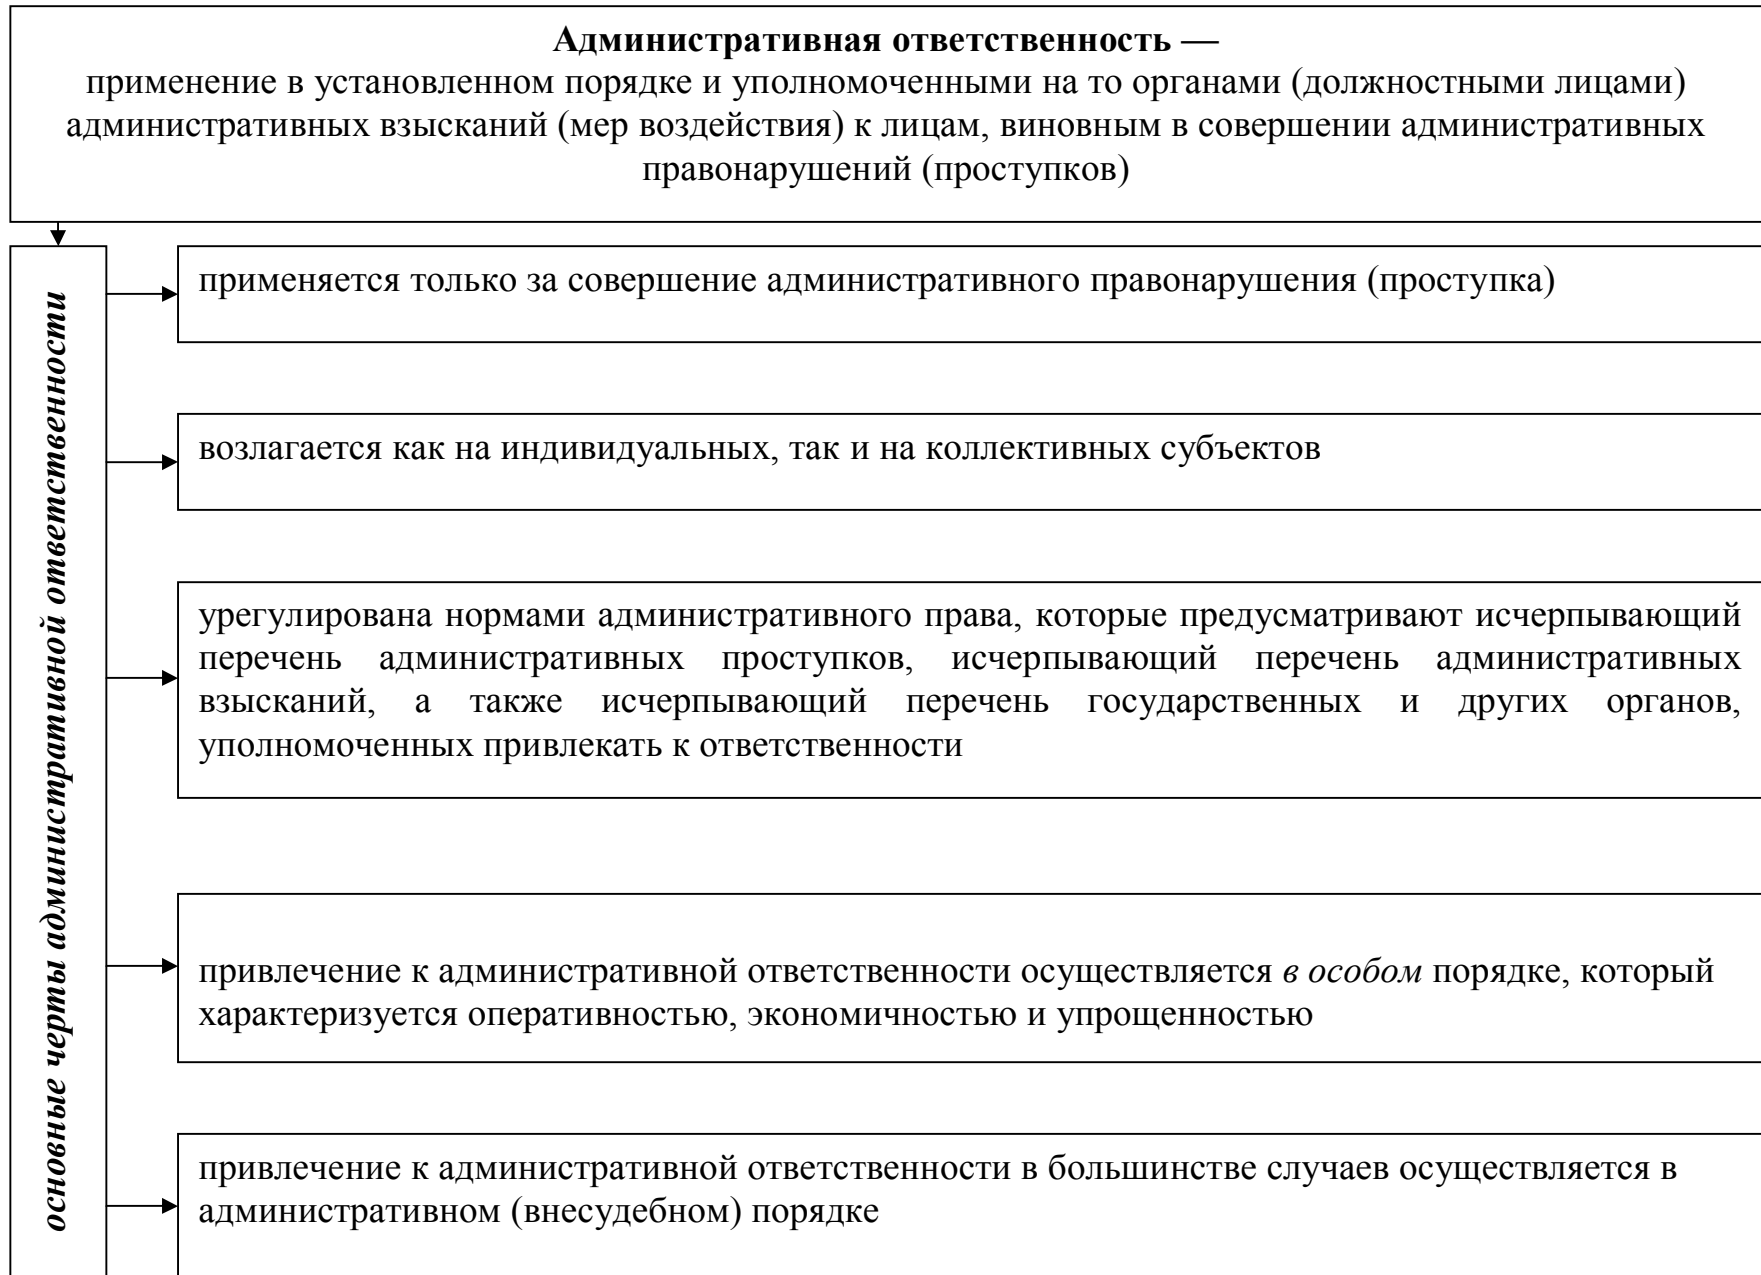 Административная ответственность —
применение в установленном порядке и уполномоченными на то органами (должностными лицами)
административных взысканий (мер воздействия) к лицам, виновным в совершении административных
правонарушений (проступков)
основные черты административной ответственности
применяется только за совершение административного правонарушения (проступка)
возлагается как на индивидуальных, так и на коллективных субъектов
урегулирована нормами административного права, которые предусматривают исчерпывающий
перечень административных проступков, исчерпывающий перечень административных
взысканий, а также исчерпывающий перечень государственных и других органов,
уполномоченных привлекать к ответственности
привлечение к административной ответственности осуществляется в особом порядке, который
характеризуется оперативностью, экономичностью и упрощенностью
привлечение к административной ответственности в большинстве случаев осуществляется в
административном (внесудебном) порядке